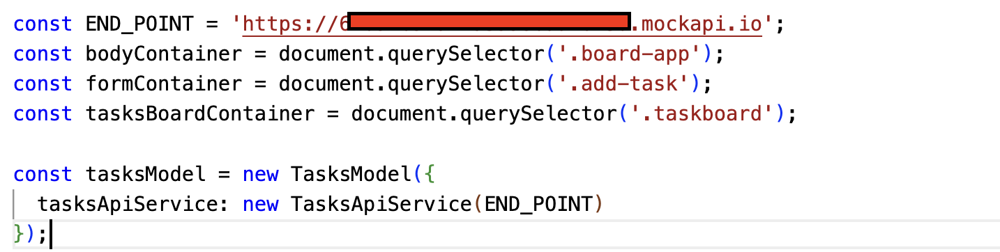 const END_POINT = 'https://6 .mockapi.io';
const bodyContainer = document.querySelector('.board-app');
const formContainer = document.querySelector('.add-task');
const tasksBoardContainer = document.querySelector('.taskboard');
const tasksModel = new TasksModel({
tasksApiService: new TasksApiService(END_POINT)
});